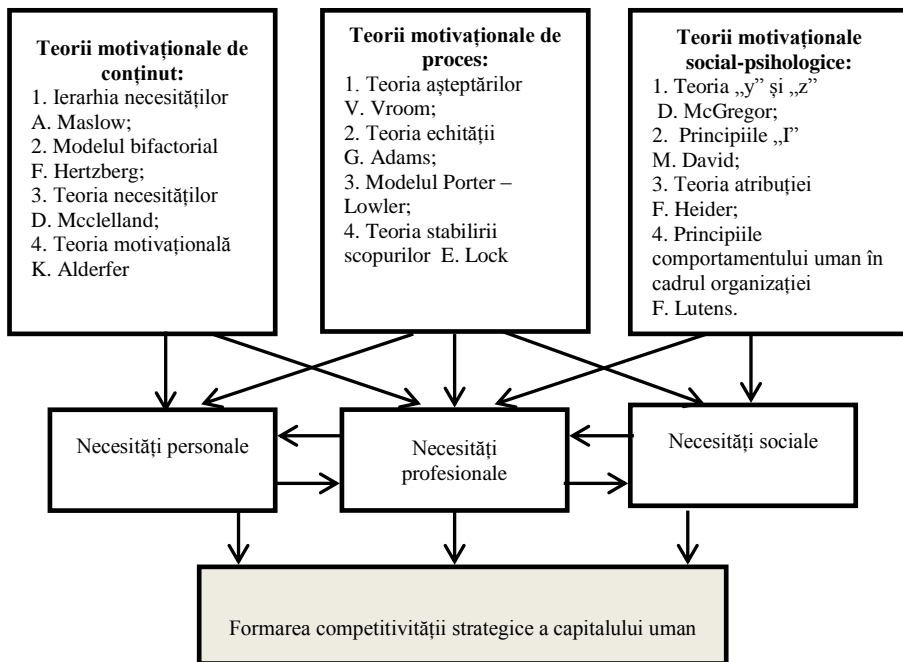 Teorii motivaționale de
conținut:
1. Ierarhia necesităților
A. Maslow;
2. Modelul bifactorial
F. Hertzberg;
3. Teoria necesităților
D. Mcclelland;
4. Teoria motivațională
K. Alderfer
Teorii motivaționale de
proces:
1. Teoria așteptărilor
V. Vroom;
2. Teoria echității
G. Adams;
3. Modelul Porter –
Lowler;
4. Teoria stabilirii
scopurilor E. Lock
Teorii motivaționale
social-psihologice:
1. Teoria „y” și „z”
D. McGregor;
2. Principiile „I”
M. David;
3. Teoria atribuției
F. Heider;
4. Principiile
comportamentului uman în
cadrul organizației
F. Lutens.
Necesități personale
Necesități
profesionale
Necesități sociale
Formarea competitivității strategice a capitalului uman